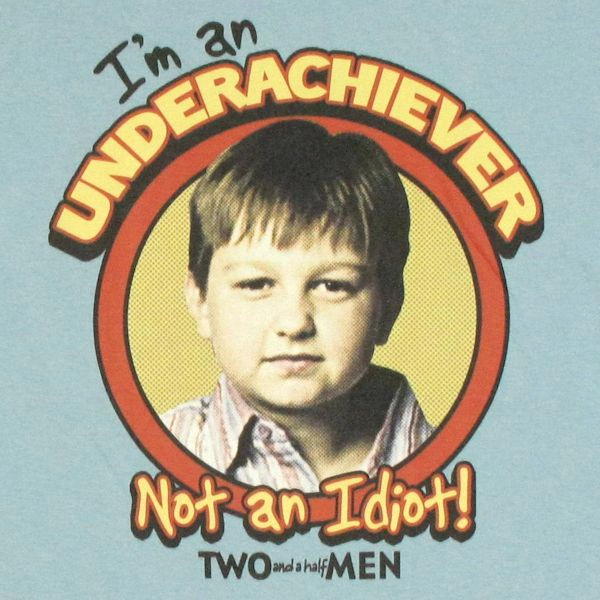 I'm an
UNDERACHIEVER
Not an Idiot!
TWO and a half MEN